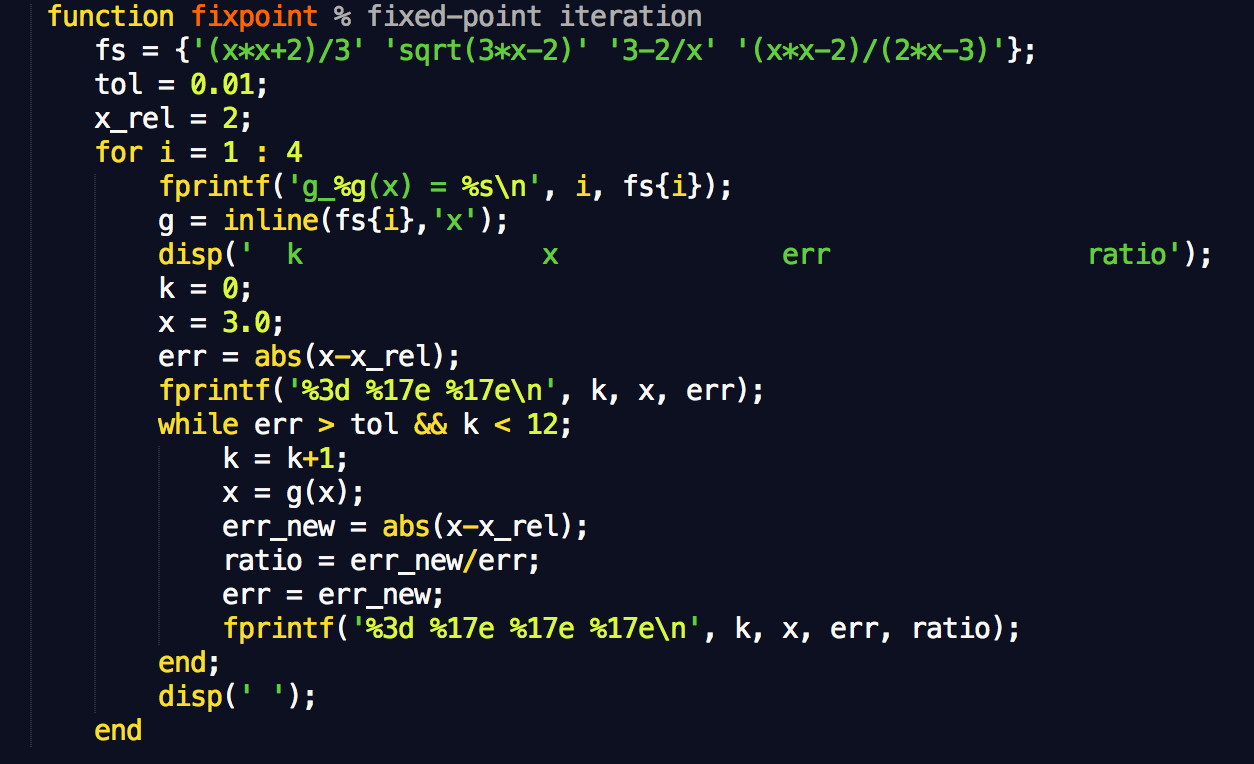 function fixpoint % fixed-point iteration
   fs = {'(x*x+2)/3' 'sqrt(3*x-2)' '3-2/x' '(x*x-2)/(2*x-3)'};
   tol = 0.01;
   x_rel = 2;
   for i = 1 : 4
       fprintf('g_%g(x) = %s\n', i, fs{i});
       g = inline(fs{i},'x');
       disp('  k               x              err                ratio');
       k = 0;
       x = 3.0;
       err = abs(x-x_rel);
       fprintf('%3d %17e %17e\n', k, x, err);
       while err > tol && k < 12;
           k = k+1;
           x = g(x);
           err_new = abs(x-x_rel);
           ratio = err_new/err;
           err = err_new;
           fprintf('%3d %17e %17e %17e\n', k, x, err, ratio);
       end;
       disp(' ');
   end